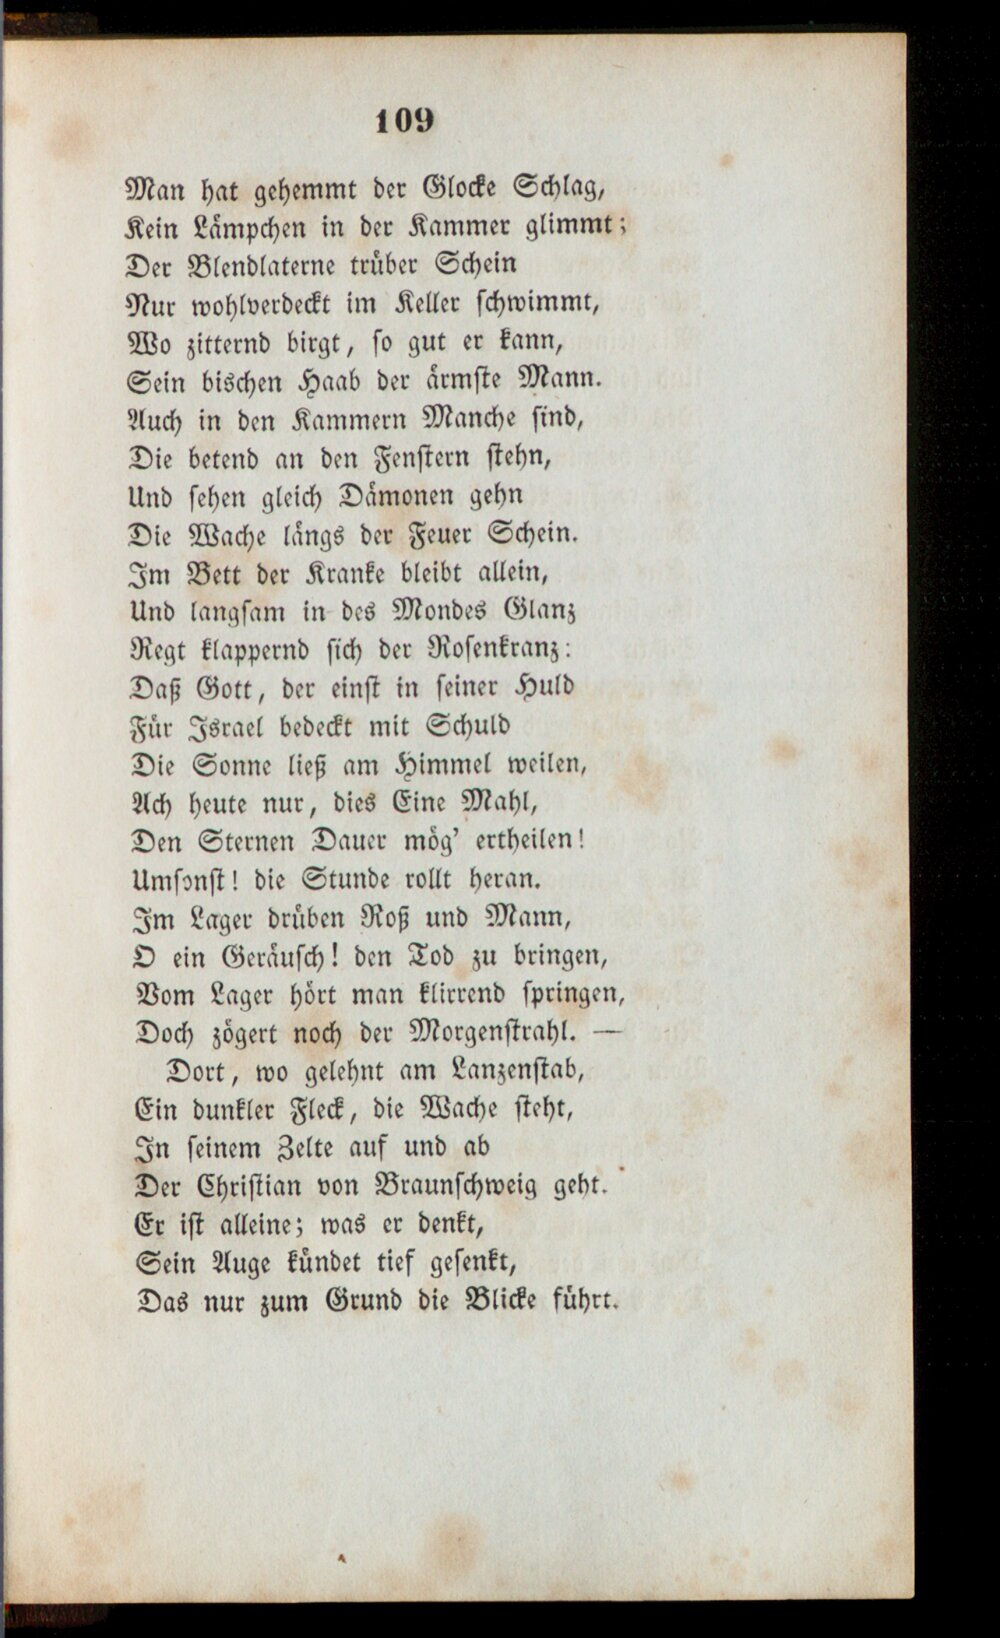 109
Man hat gehemmt der Glocke Schlag,
Kein Lämpchen in der Kammer glimmt;
Der Blendlaterne trüber Schein
Nur wohlverdeckt im Keller schwimmt,
Wo zitternd birgt, so gut er kann,
Sein bischen Haab der ärmste Mann.
Auch in den Kammern Manche sind,
Die betend an den Fenstern stehn,
Und sehen gleich Dämonen gehn
Die Wache längs der Feuer Schein.
Im Bett der Kranke bleibt allein,
Und langsam in des Mondes Glanz
Regt klappernd sich der Rosenkranz:
Daß Gott, der einst in seiner Huld
Für Israel bedeckt mit Schuld
Die Sonne ließ am Himmel weilen,
Ach heute nur, dies Eine Mahl,
Den Sternen Dauer mög' ertheilen!
Umsonst! die Stunde rollt heran.
Im Lager drüben Roß und Mann,
O ein Geräusch! den Tod zu bringen,
Vom Lager hört man klirrend springen,
Doch zögert noch der Morgenstrahl. —
Dort, wo gelehnt am Lanzenstab,
Ein dunkler Fleck, die Wache steht,
In seinem Zelte auf und ab
Der Christian von Braunschweig geht.
Er ist alleine; was er denkt,
Sein Auge kündet tief gesenkt,
Das nur zum Grund die Blicke führt.